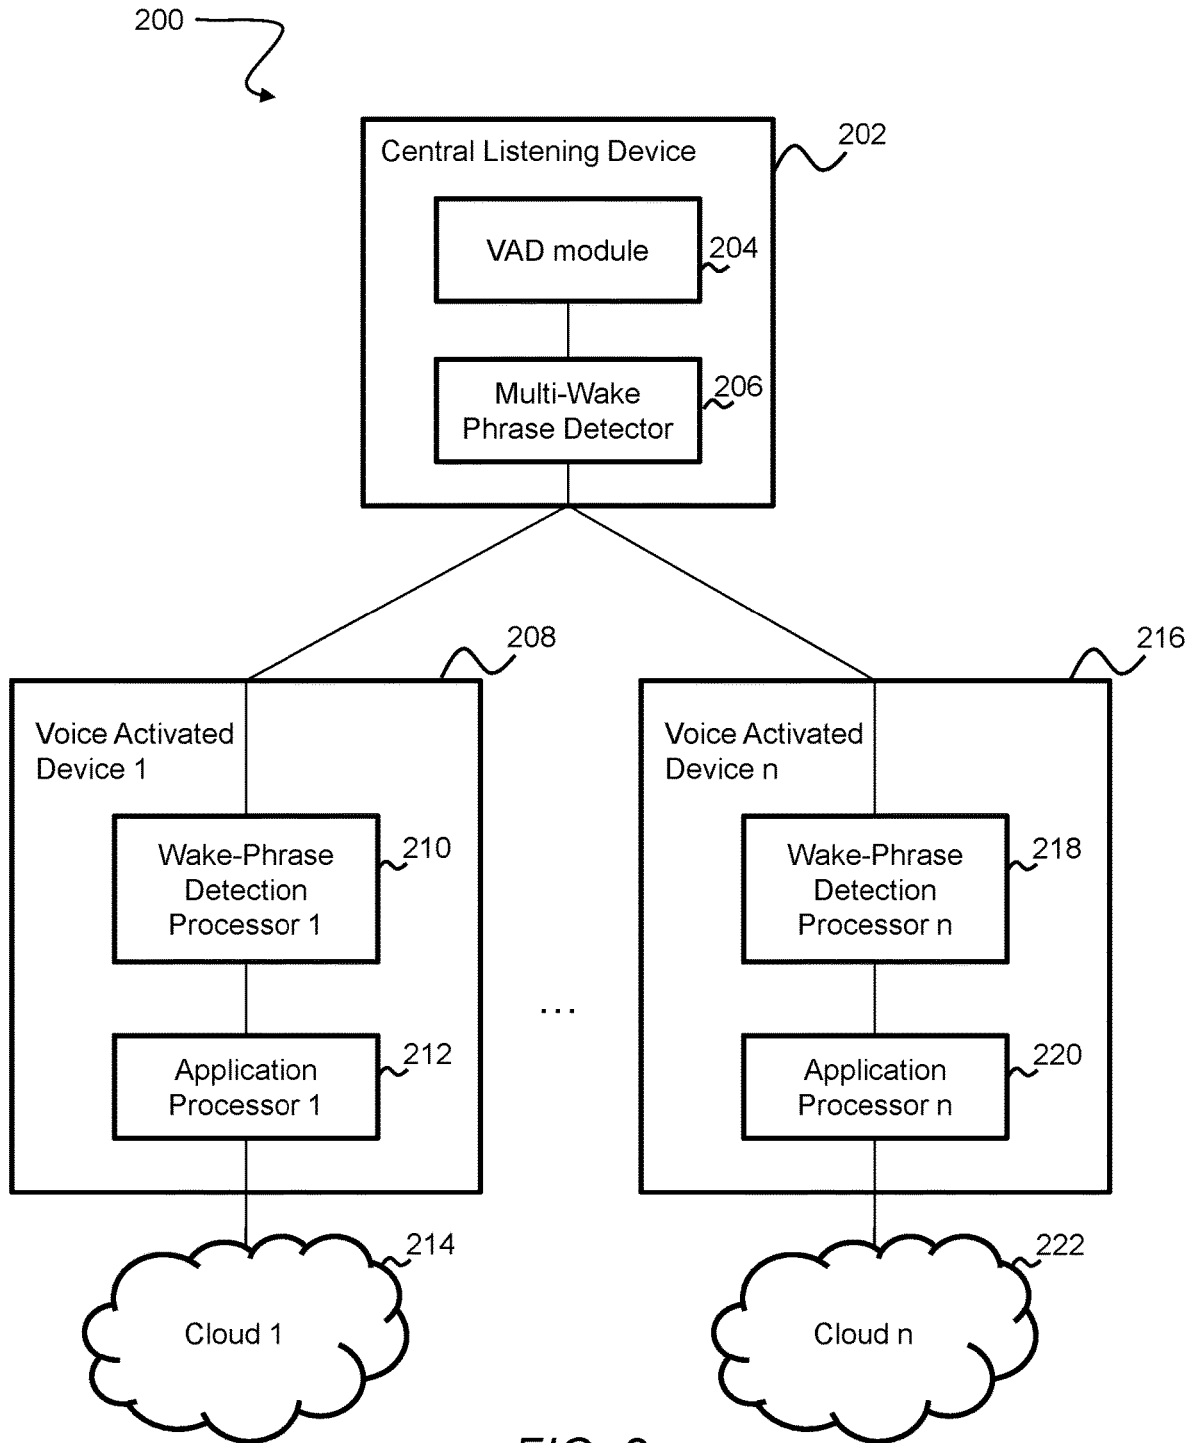 200
Central Listening Device
202
VAD module
204
Multi-Wake
Phrase Detector
206
208
216
Voice Activated
Device 1
Voice Activated
Device n
Wake-Phrase
Detection
Processor 1
210
Wake-Phrase
Detection
Processor n
218
...
Application
Processor 1
212
Application
Processor n
220
214
222
Cloud 1
Cloud n